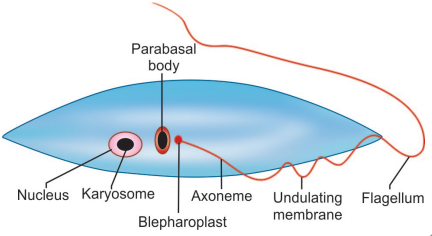 Parabasal
body
Nucleus
Karyosome
Blepharoplast
Axoneme
Undulating
membrane
Flagellum